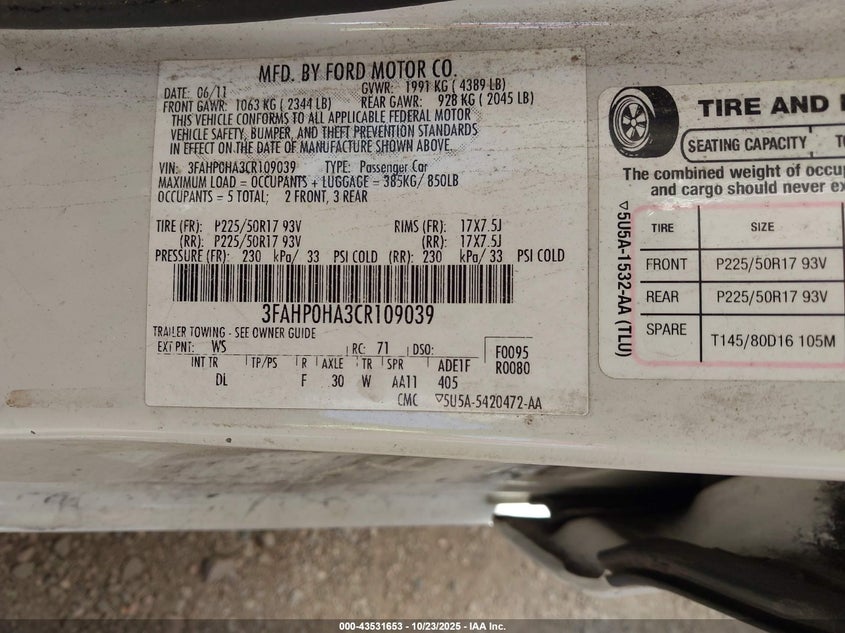 MFD. BY FORD MOTOR CO.
DATE: 06/11 GVWR: 1991 KG ( 4389 LB)
FRONT GAWR: 1063 KG ( 2344 LB) REAR GAWR: 928 KG ( 2045 LB)
THIS VEHICLE CONFORMS TO ALL APPLICABLE FEDERAL MOTOR
VEHICLE SAFETY, BUMPER, AND THEFT PREVENTION STANDARDS
IN EFFECT ON THE DATE OF MANUFACTURE SHOWN ABOVE.
VIN: 3FAHP0HA3CR109039 TYPE: Passenger Car
MAXIMUM LOAD = OCCUPANTS + LUGGAGE = 385KG/ 850LB
OCCUPANTS = 5 TOTAL; 2 FRONT, 3 REAR
TIRE (FR): P225/50R17 93V RIMS (FR): 17X7.5J
(RR): P225/50R17 93V (RR): 17X7.5J
PRESSURE (FR): 230 kPa/ 33 PSI COLD (RR): 230 kPa/ 33 PSI COLD
3FAHP0HA3CR109039
TRAILER TOWING - SEE OWNER GUIDE
EXT PNT: WS RC: 71 DSO: F0095
INT TR TP/PS R AXLE TR SPR ADE1F R0080
DL F 30 W AA11 405
CMC ▽5U5A-5420472-AA
TIRE AND
SEATING CAPACITY
The combined weight of
and cargo should never
▽5U5A-1532-AA (TLU)
TIRE SIZE
FRONT P225/50R17 93V
REAR P225/50R17 93V
SPARE T145/80D16 105M
000-43531653 - 10/23/2025 - IAA Inc.